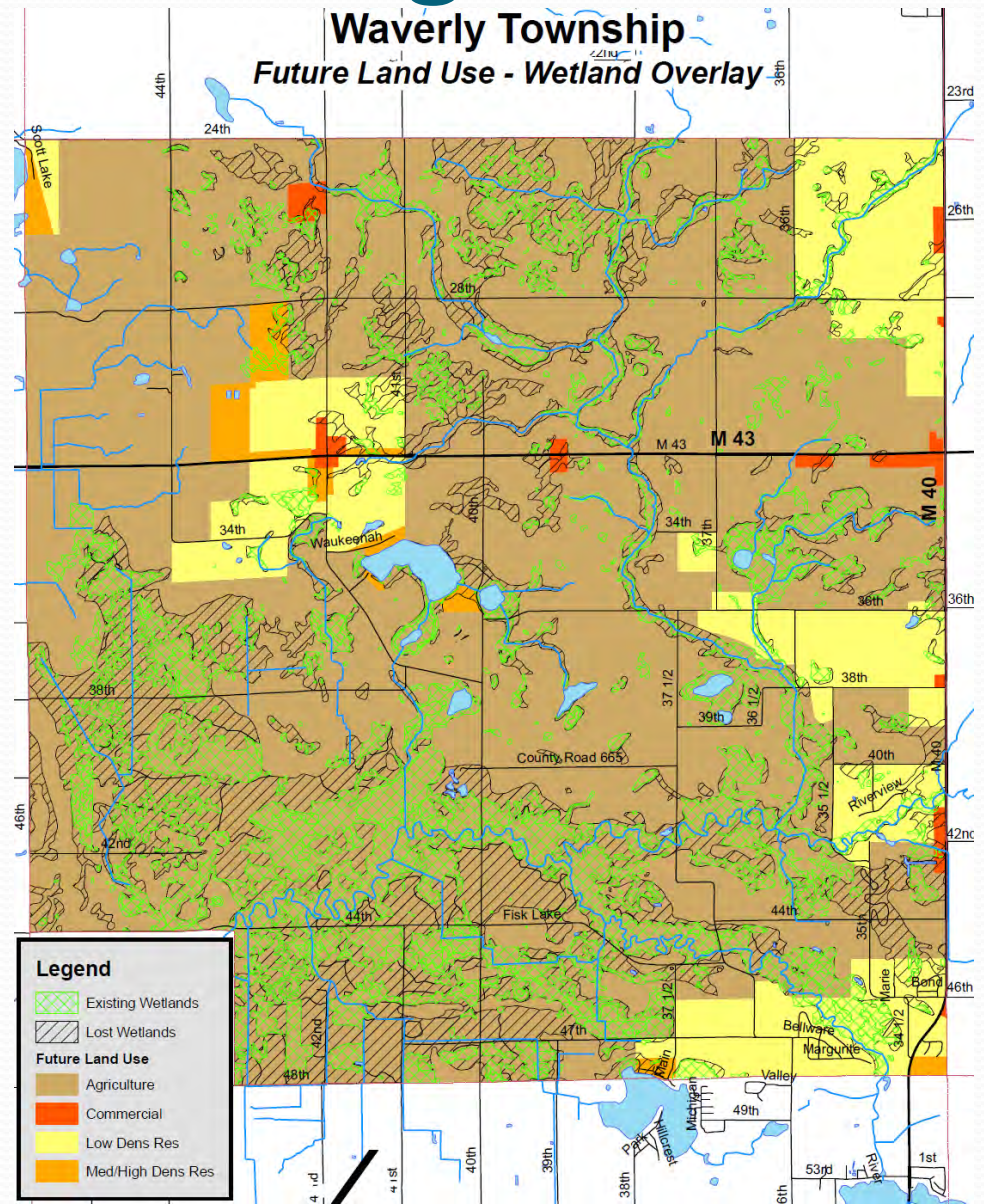 Waverly Township
Future Land Use - Wetland Overlay
22nd
44th
36th
23rd
24th
Scott Lake
26th
36th
28th
41st
M 43
M 43
M 40
40th
34th
34th
37th
Waukeenah
36th
36th
38th
38th
37 1/2
36 1/2
39th
County Road 665
40th
M 40
35 1/2
Riverview
46th
42nd
42nd
44th
Fisk Lake
44th
35th
Marie
Bond
46th
37 1/2
34 1/2
42nd
47th
Bellware
Margurite
48th
Main
Valley
Michigan
49th
Park
Hillcrest
41st
40th
39th
38th
53rd
River
1st
Legend
Existing Wetlands
Lost Wetlands
Future Land Use
Agriculture
Commercial
Low Dens Res
Med/High Dens Res